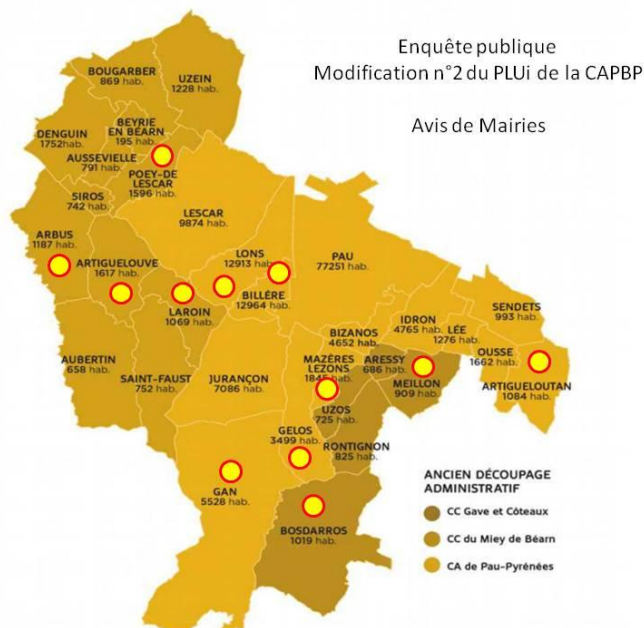 Enquête publique
Modification n°2 du PLUi de la CAPBP
Avis de Mairies
BOUGARBER
869 hab.
UZEIN
1228 hab.
DENGUIN
1752hab.
BEYRIE
EN BÉARN
195 hab.
AUSSEVIELLE
791 hab.
POEY-DE
LESCAR
1596 hab.
SIROS
742 hab.
LESCAR
9874 hab.
ARBUS
1187 hab.
ARTIGUELOUVE
1617 hab.
LONS
12913 hab.
PAU
77251 hab.
LAROIN
1069 hab.
BILLÈRE
12964 hab.
SENDETS
993 hab.
BIZANOS
4652 hab.
IDRON
4765 hab.
LÉE
1276 hab.
OUSSE
1662 hab.
AUBERTIN
658 hab.
SAINT-FAUST
752 hab.
JURANÇON
7086 hab.
MAZÈRES
LEZONS
1845 hab.
ARESSY
686 hab.
MEILLON
909 hab.
ARTIGUELOUTAN
1084 hab.
UZOS
725 hab.
GELOS
3499 hab.
RONTIGNON
825 hab.
GAN
5528 hab.
BOSDARROS
1019 hab.
ANCIEN DÉCOUPAGE
ADMINISTRATIF
CC Gave et Côteaux
CC du Miey de Béarn
CA de Pau-Pyrénées